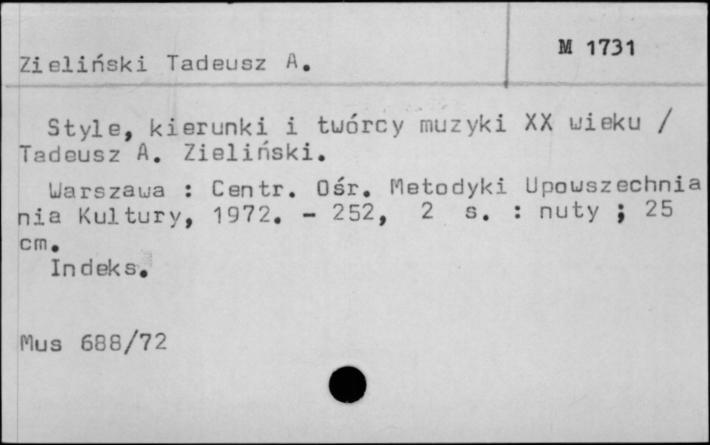 M 1731
Zieliński Tadeusz A.
Style, kierunki i twórcy muzyki XX wieku /
Tadeusz A. Zieliński.
Warszawa : Centr. Ośr. Metodyki Upowszechnia
nia Kultury, 1972. - 252, 2 s. : nuty ; 25
cm.
Indeks.
Mus 688/72